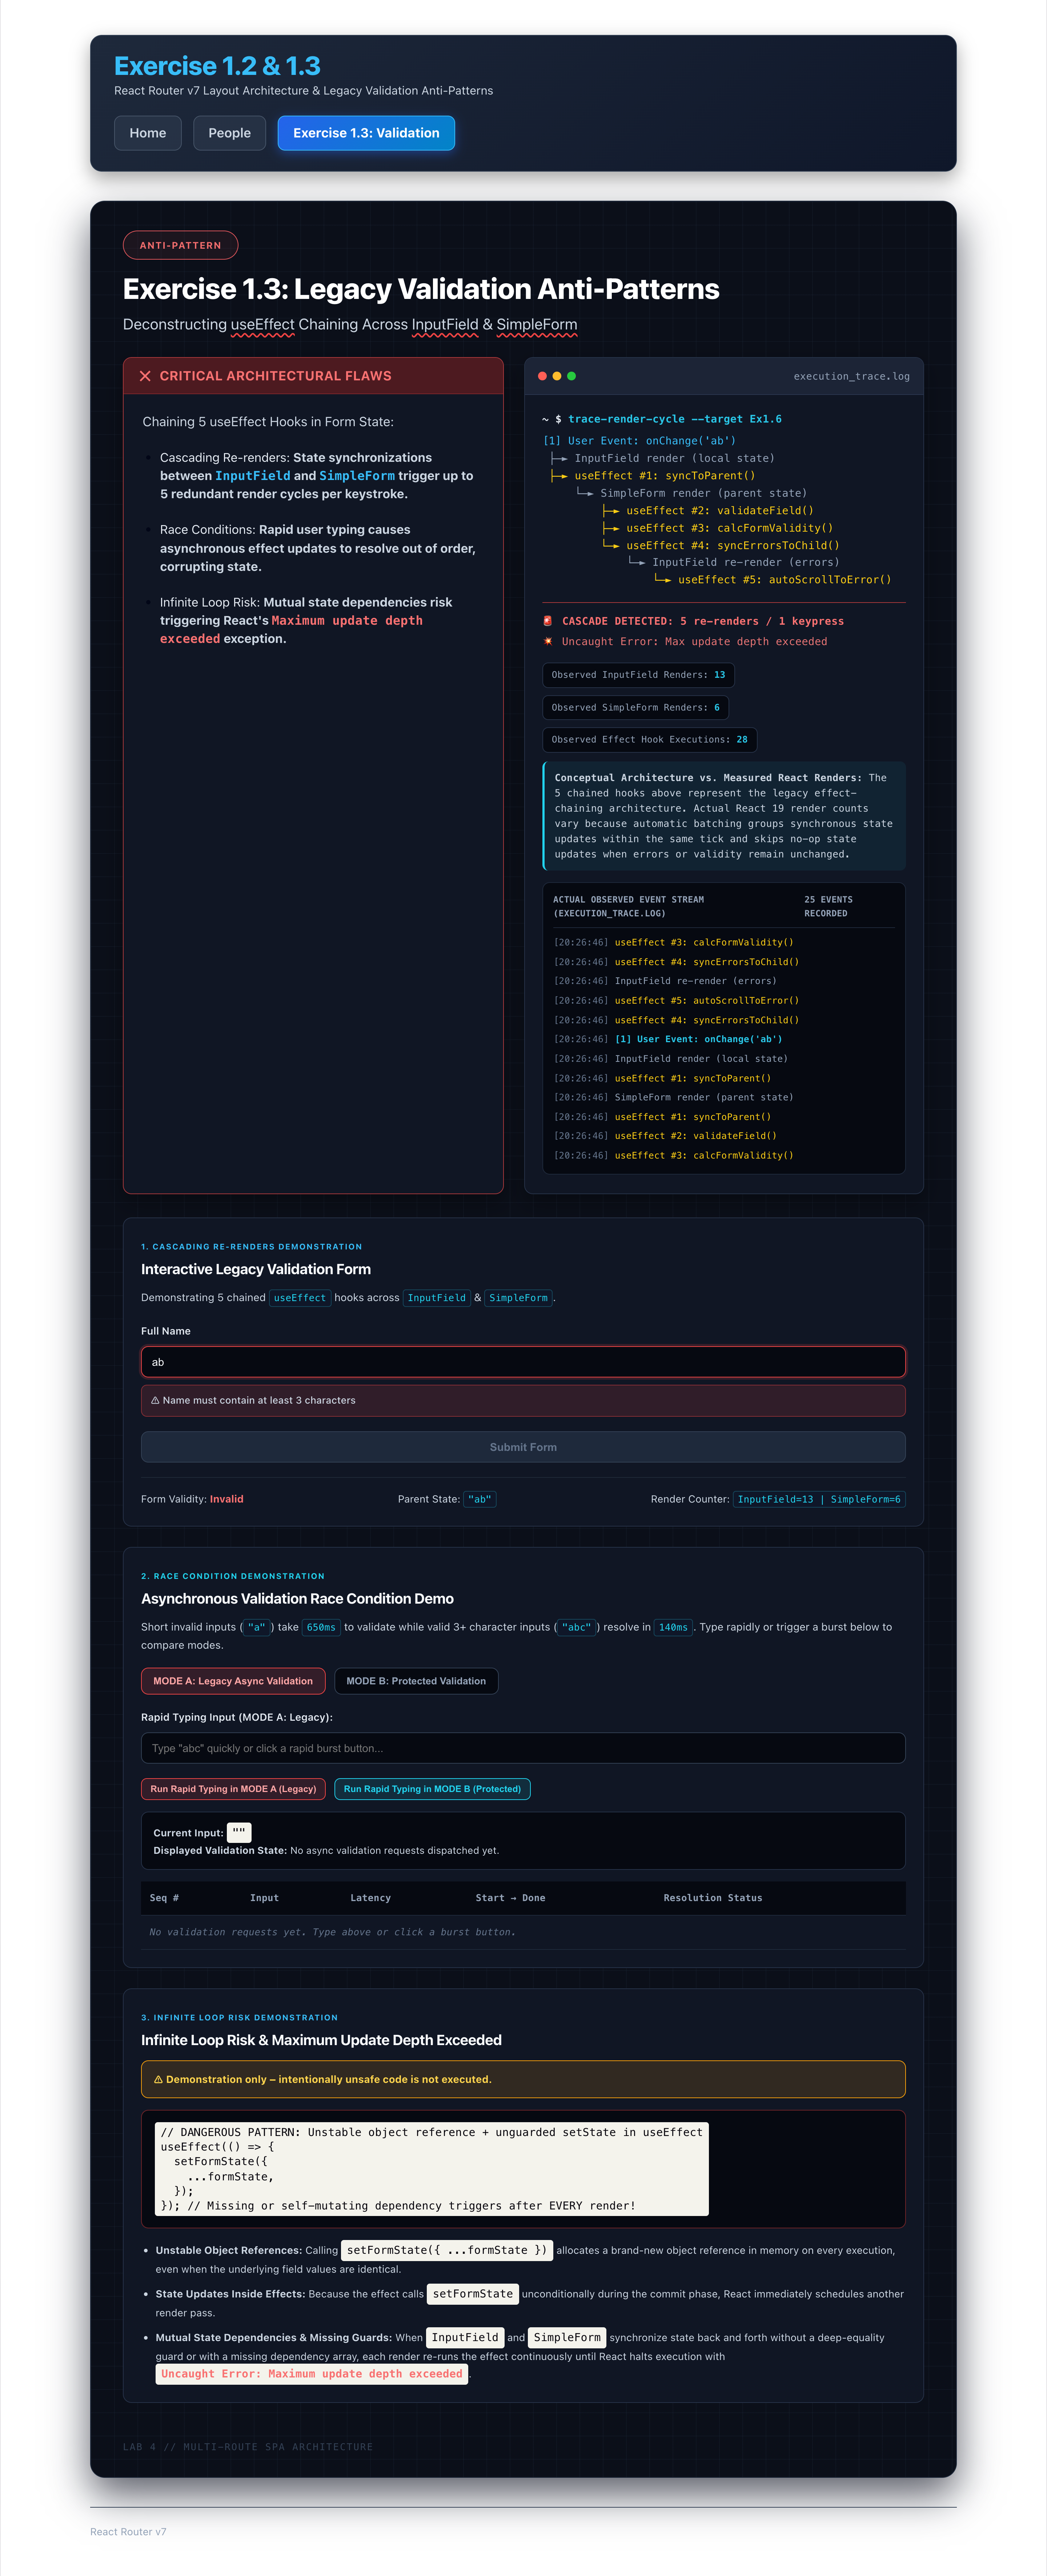 Exercise 1.2 & 1.3
React Router v7 Layout Architecture & Legacy Validation Anti-Patterns
Home
People
Exercise 1.3: Validation
ANTI-PATTERN
Exercise 1.3: Legacy Validation Anti-Patterns
Deconstructing useEffect Chaining Across InputField & SimpleForm
✕ CRITICAL ARCHITECTURAL FLAWS
Chaining 5 useEffect Hooks in Form State:
• Cascading Re-renders: State synchronizations
between InputField and SimpleForm trigger up to
5 redundant render cycles per keystroke.
• Race Conditions: Rapid user typing causes
asynchronous effect updates to resolve out of order,
corrupting state.
• Infinite Loop Risk: Mutual state dependencies risk
triggering React's Maximum update depth
exceeded exception.
execution_trace.log
~ $ trace-render-cycle --target Ex1.6
[1] User Event: onChange('ab')
├─► InputField render (local state)
├─► useEffect #1: syncToParent()
└─► SimpleForm render (parent state)
├─► useEffect #2: validateField()
├─► useEffect #3: calcFormValidity()
└─► useEffect #4: syncErrorsToChild()
└─► InputField re-render (errors)
└─► useEffect #5: autoScrollToError()
🚨 CASCADE DETECTED: 5 re-renders / 1 keypress
💥 Uncaught Error: Max update depth exceeded
Observed InputField Renders: 13
Observed SimpleForm Renders: 6
Observed Effect Hook Executions: 28
Conceptual Architecture vs. Measured React Renders: The
5 chained hooks above represent the legacy effect-
chaining architecture. Actual React 19 render counts
vary because automatic batching groups synchronous state
updates within the same tick and skips no-op state
updates when errors or validity remain unchanged.
ACTUAL OBSERVED EVENT STREAM
(EXECUTION_TRACE.LOG)
25 EVENTS
RECORDED
[20:26:46] useEffect #3: calcFormValidity()
[20:26:46] useEffect #4: syncErrorsToChild()
[20:26:46] InputField re-render (errors)
[20:26:46] useEffect #5: autoScrollToError()
[20:26:46] useEffect #4: syncErrorsToChild()
[20:26:46] [1] User Event: onChange('ab')
[20:26:46] InputField render (local state)
[20:26:46] useEffect #1: syncToParent()
[20:26:46] SimpleForm render (parent state)
[20:26:46] useEffect #1: syncToParent()
[20:26:46] useEffect #2: validateField()
[20:26:46] useEffect #3: calcFormValidity()
1. CASCADING RE-RENDERS DEMONSTRATION
Interactive Legacy Validation Form
Demonstrating 5 chained useEffect hooks across InputField & SimpleForm.
Full Name
ab
⚠ Name must contain at least 3 characters
Submit Form
Form Validity: Invalid
Parent State: "ab"
Render Counter: InputField=13 | SimpleForm=6
2. RACE CONDITION DEMONSTRATION
Asynchronous Validation Race Condition Demo
Short invalid inputs ("a") take 650ms to validate while valid 3+ character inputs ("abc") resolve in 140ms. Type rapidly or trigger a burst below to
compare modes.
MODE A: Legacy Async Validation
MODE B: Protected Validation
Rapid Typing Input (MODE A: Legacy):
Type "abc" quickly or click a rapid burst button...
Run Rapid Typing in MODE A (Legacy)
Run Rapid Typing in MODE B (Protected)
Current Input: ""
Displayed Validation State: No async validation requests dispatched yet.
Seq # Input Latency Start → Done Resolution Status
No validation requests yet. Type above or click a burst button.
3. INFINITE LOOP RISK DEMONSTRATION
Infinite Loop Risk & Maximum Update Depth Exceeded
⚠ Demonstration only — intentionally unsafe code is not executed.
// DANGEROUS PATTERN: Unstable object reference + unguarded setState in useEffect
useEffect(() => {
setFormState({
...formState,
});
}); // Missing or self-mutating dependency triggers after EVERY render!
• Unstable Object References: Calling setFormState({ ...formState }) allocates a brand-new object reference in memory on every execution,
even when the underlying field values are identical.
• State Updates Inside Effects: Because the effect calls setFormState unconditionally during the commit phase, React immediately schedules another
render pass.
• Mutual State Dependencies & Missing Guards: When InputField and SimpleForm synchronize state back and forth without a deep-equality
guard or with a missing dependency array, each render re-runs the effect continuously until React halts execution with
Uncaught Error: Maximum update depth exceeded.
LAB 4 // MULTI-ROUTE SPA ARCHITECTURE
React Router v7